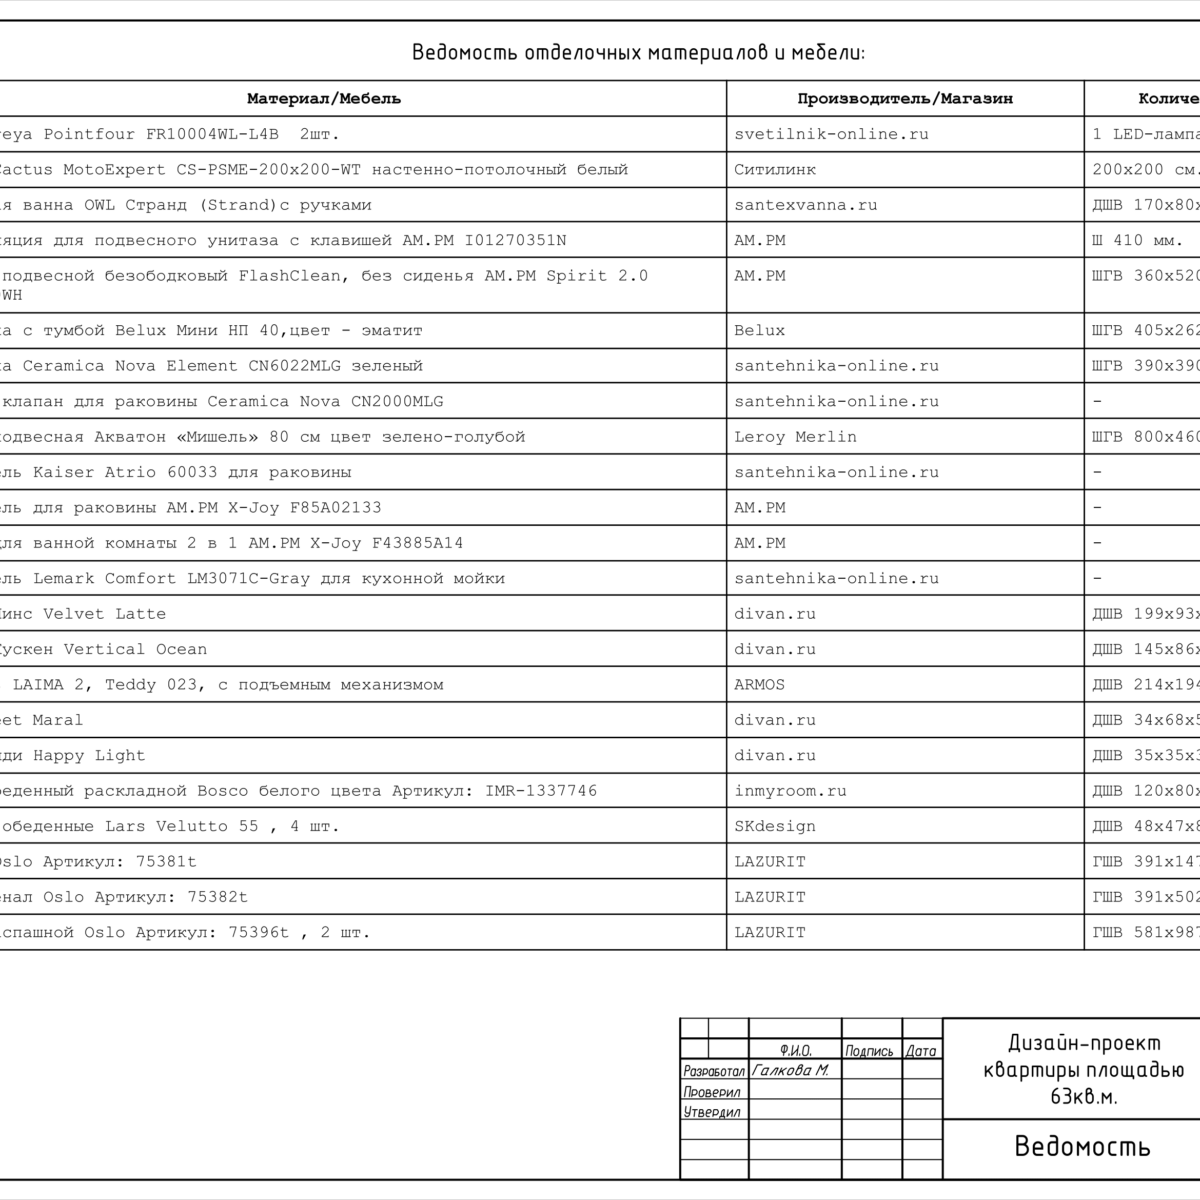 Ведомость отделочных материалов и мебели:
Материал/Мебель Производитель/Магазин Количе
reya Pointfour FR10004WL-L4B 2шт. svetilnik-online.ru 1 LED-лампа
Cactus MotoExpert CS-PSME-200x200-WT настенно-потолочный белый Ситилинк 200x200 см.
я ванна OWL Странд (Strand)с ручками santexvanna.ru ДШВ 170x80x
яция для подвесного унитаза с клавишей AM.PM I01270351N AM.PM Ш 410 мм.
подвесной безободковый FlashClean, без сиденья AM.PM Spirit 2.0 AM.PM ШГВ 360x520
WH
ка с тумбой Belux Мини НП 40,цвет - эматит Belux ШГВ 405x262
ка Ceramica Nova Element CN6022MLG зеленый santehnika-online.ru ШГВ 390x390
клапан для раковины Ceramica Nova CN2000MLG santehnika-online.ru -
подвесная Акватон «Мишель» 80 см цвет зелено-голубой Leroy Merlin ШГВ 800x460
ель Kaiser Atrio 60033 для раковины santehnika-online.ru -
ель для раковины AM.PM X-Joy F85A02133 AM.PM -
для ванной комнаты 2 в 1 AM.PM X-Joy F43885A14 AM.PM -
ель Lemark Comfort LM3071C-Gray для кухонной мойки santehnika-online.ru -
Минс Velvet Latte divan.ru ДШВ 199x93x
Кускен Vertical Ocean divan.ru ДШВ 145x86x
LAIMA 2, Teddy 023, с подъемным механизмом ARMOS ДШВ 214x194
eet Maral divan.ru ДШВ 34x68x5
ди Happy Light divan.ru ДШВ 35x35x3
беденный раскладной Bosco белого цвета Артикул: IMR-1337746 inmyroom.ru ДШВ 120x80x
обеденные Lars Velutto 55 , 4 шт. SKdesign ДШВ 48x47x8
Oslo Артикул: 75381t LAZURIT ГШВ 391x147
енал Oslo Артикул: 75382t LAZURIT ГШВ 391x502
аспашной Oslo Артикул: 75396t , 2 шт. LAZURIT ГШВ 581x987
Ф.И.О. Подпись Дата
Разработал Галкова М.
Проверил
Утвердил
Дизайн-проект
квартиры площадью
63кв.м.
Ведомость